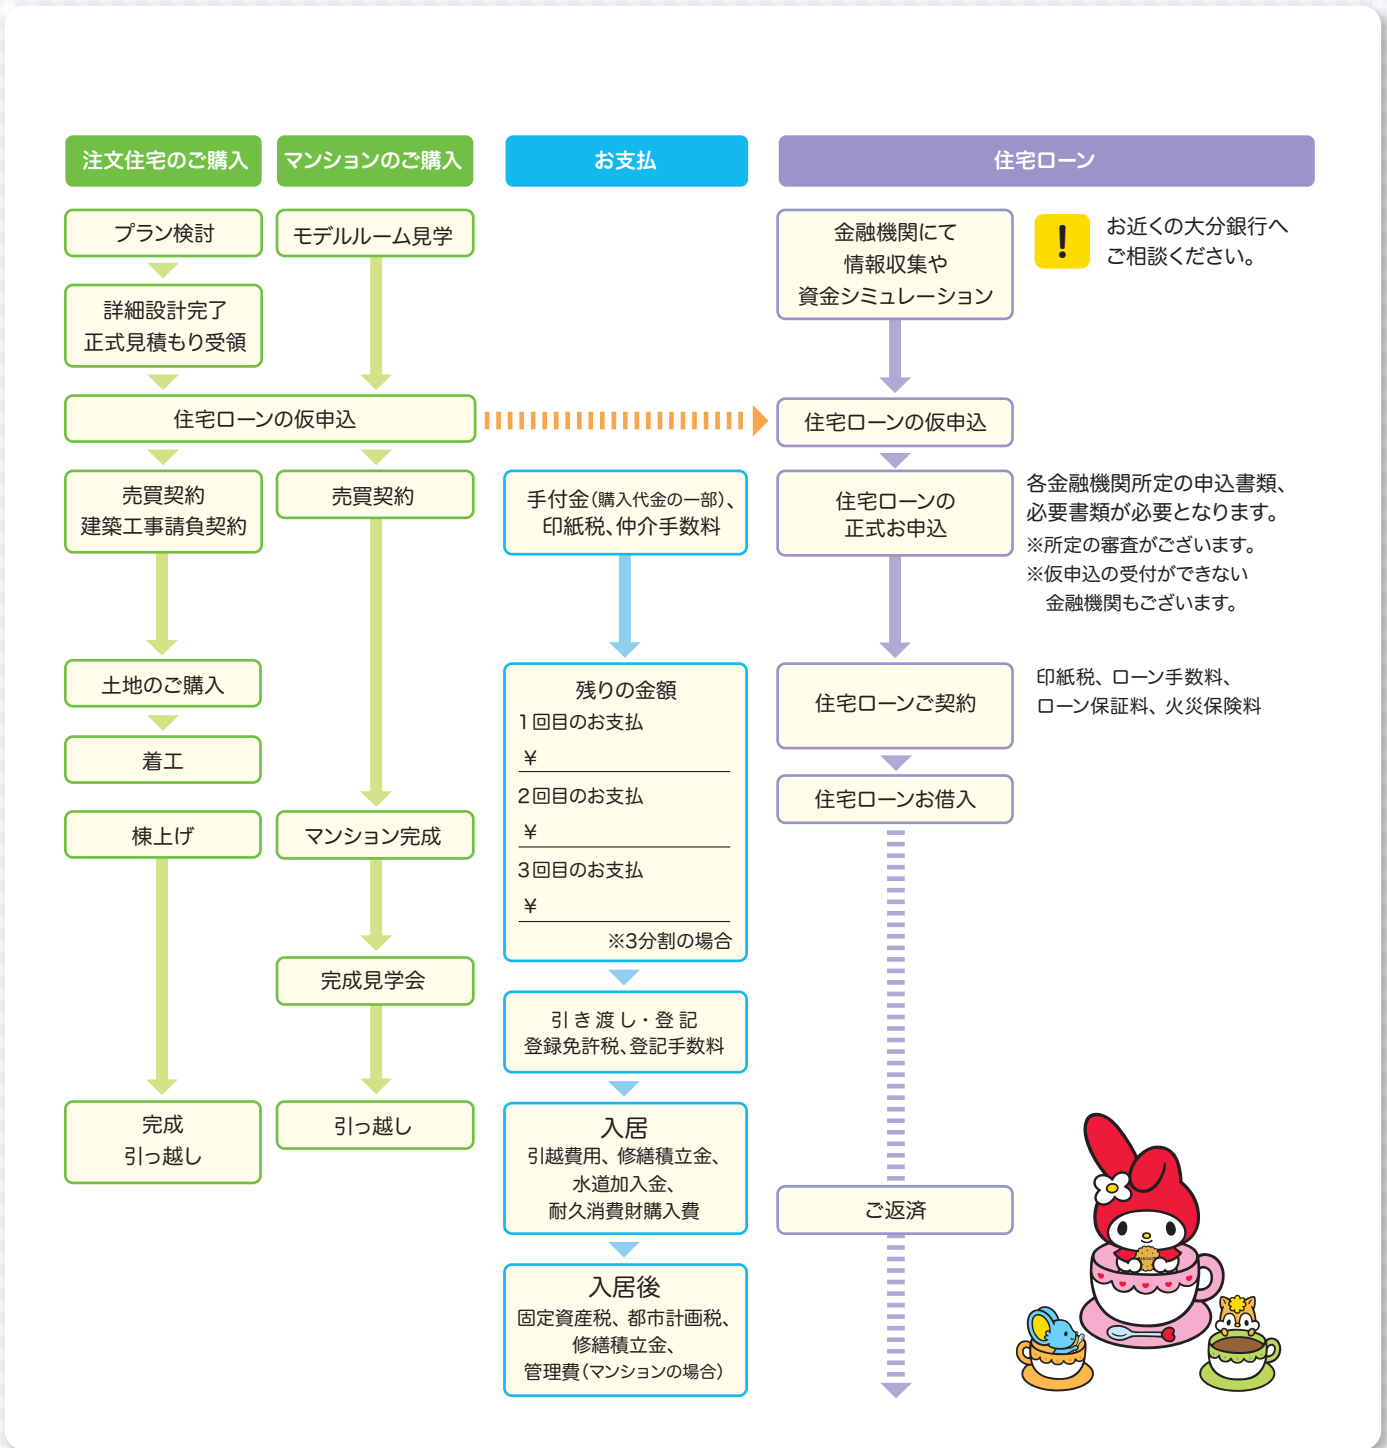 注文住宅のご購入
プラン検討
詳細設計完了
正式見積もり受領
マンションのご購入
モデルルーム見学
住宅ローンの仮申込
売買契約
建築工事請負契約
土地のご購入
着工
棟上げ
完成
引っ越し
売買契約
マンション完成
完成見学会
引っ越し
お支払
手付金(購入代金の一部)、
印紙税、仲介手数料
残りの金額
1回目のお支払
¥
2回目のお支払
¥
3回目のお支払
¥
※3分割の場合
引き渡し・登記
登録免許税、登記手数料
入居
引越費用、修繕積立金、
水道加入金、
耐久消費財購入費
入居後
固定資産税、都市計画税、
修繕積立金、
管理費(マンションの場合)
住宅ローン
金融機関にて
情報収集や
資金シミュレーション
!
お近くの大分銀行へ
ご相談ください。
住宅ローンの仮申込
住宅ローンの
正式お申込
各金融機関所定の申込書類、
必要書類が必要となります。
※所定の審査がございます。
※仮申込の受付ができない
金融機関もございます。
住宅ローンご契約
印紙税、ローン手数料、
ローン保証料、火災保険料
住宅ローンお借入
ご返済